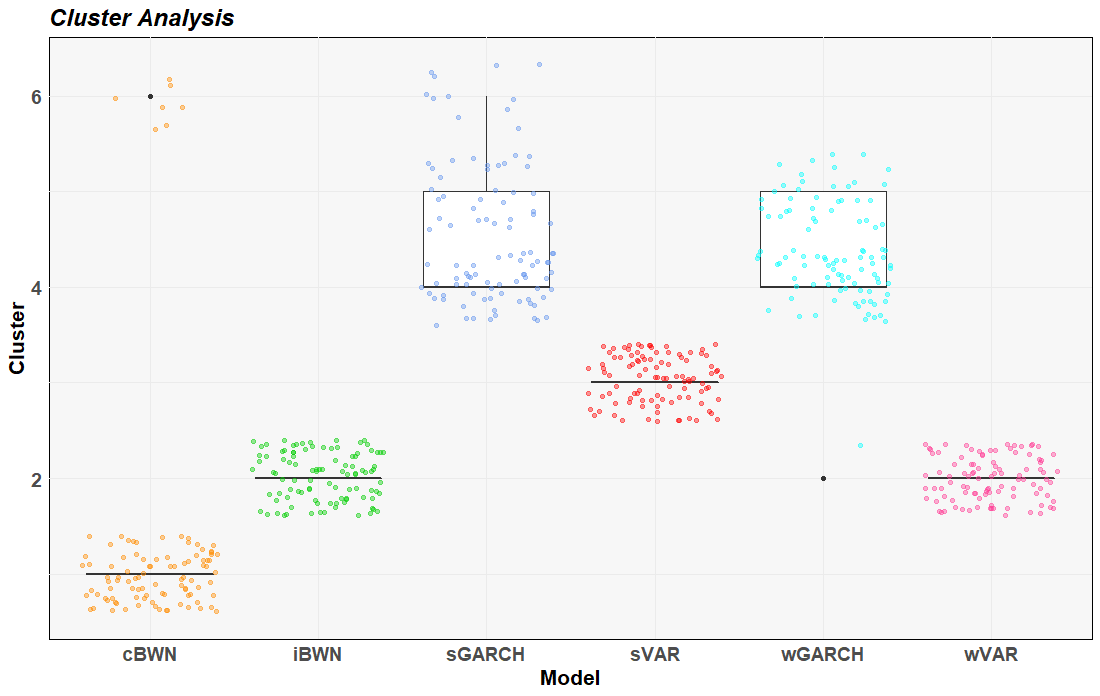 Cluster Analysis
6
4
2
Cluster
cBWN iBWN sGARCH sVAR wGARCH wVAR
Model